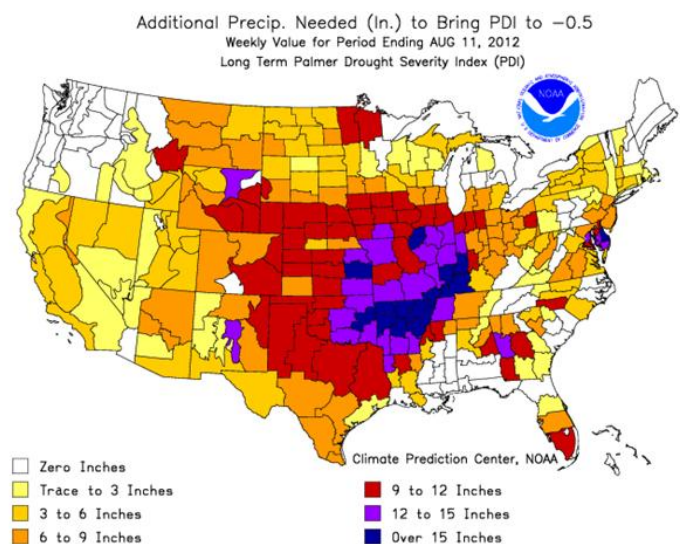 Additional Precip. Needed (In.) to Bring PDI to −0.5
Weekly Value for Period Ending AUG 11, 2012
Long Term Palmer Drought Severity Index (PDI)
NOAA
Climate Prediction Center, NOAA
Zero Inches
Trace to 3 Inches
3 to 6 Inches
6 to 9 Inches
9 to 12 Inches
12 to 15 Inches
Over 15 Inches